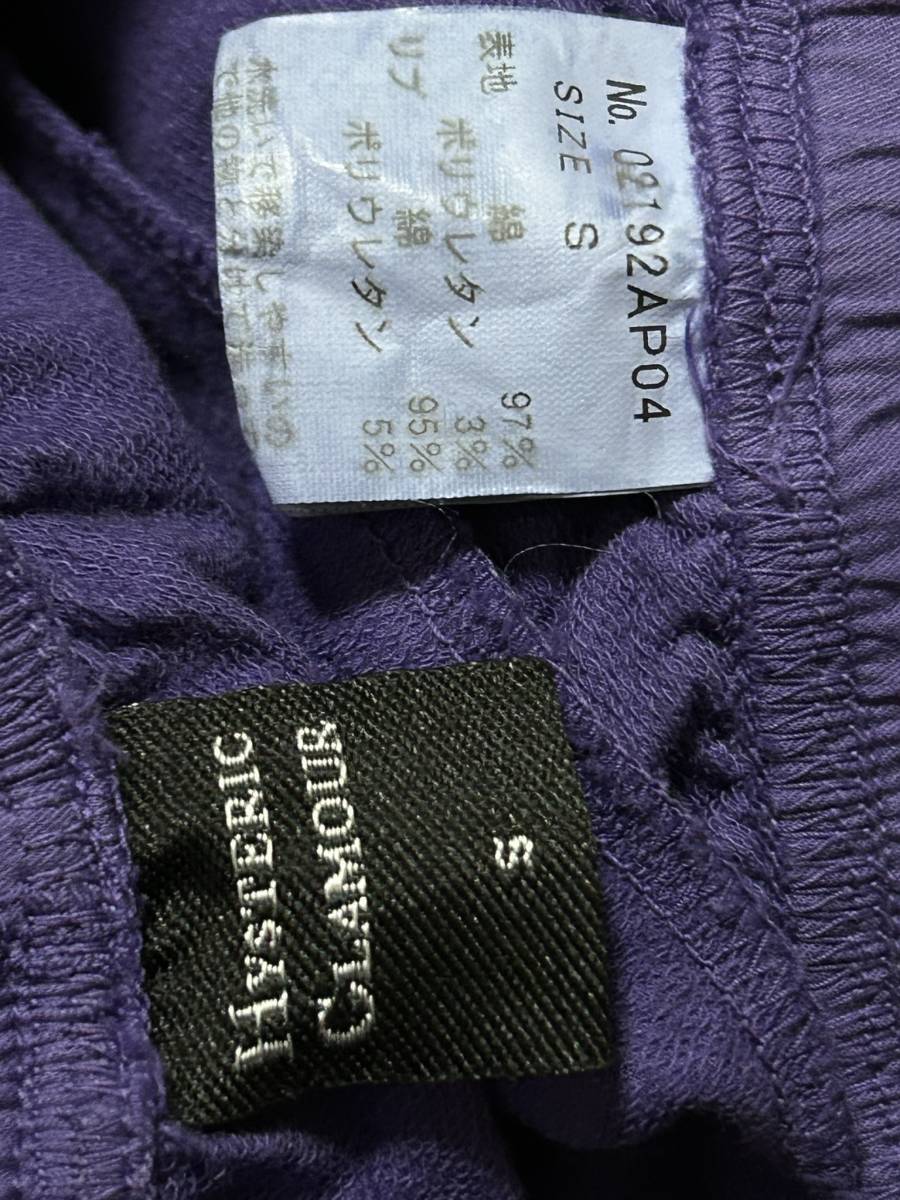 No. 02192AP04
SIZE S
表地 綿 97%
ポリウレタン 3%
リブ 綿 95%
ポリウレタン 5%
HYSTERIC
GLAMOUR
S